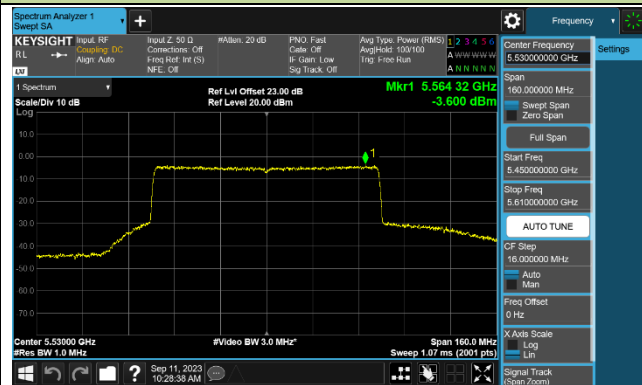 Spectrum Analyzer 1
Swept SA
Frequency
KEYSIGHT
Input: RF
Coupling: DC
Align: Auto
Input Z: 50 Ω
Corrections: Off
Freq Ref: Int (S)
NFE: Off
#Atten: 20 dB
PNO: Fast
Gate: Off
IF Gain: Low
Sig Track: Off
Avg Type: Power (RMS)
Avg|Hold: 100/100
Trig: Free Run
1 2 3 4 5 6
A W W W W W
A N N N N N
RL
LXI
1 Spectrum
Scale/Div 10 dB
Log
Ref Lvl Offset 23.00 dB
Ref Level 20.00 dBm
Mkr1 5.564 32 GHz
-3.600 dBm
1
10.0
0.00
-10.0
-20.0
-30.0
-40.0
-50.0
-60.0
-70.0
Center 5.53000 GHz
#Res BW 1.0 MHz
#Video BW 3.0 MHz*
Span 160.0 MHz
Sweep 1.07 ms (2001 pts)
Center Frequency
5.530000000 GHz
Settings
Span
160.000000 MHz
Swept Span
Zero Span
Full Span
Start Freq
5.450000000 GHz
Stop Freq
5.610000000 GHz
AUTO TUNE
CF Step
16.000000 MHz
Auto
Man
Freq Offset
0 Hz
X Axis Scale
Log
Lin
Signal Track
(Span Zoom)
Sep 11, 2023
10:28:38 AM